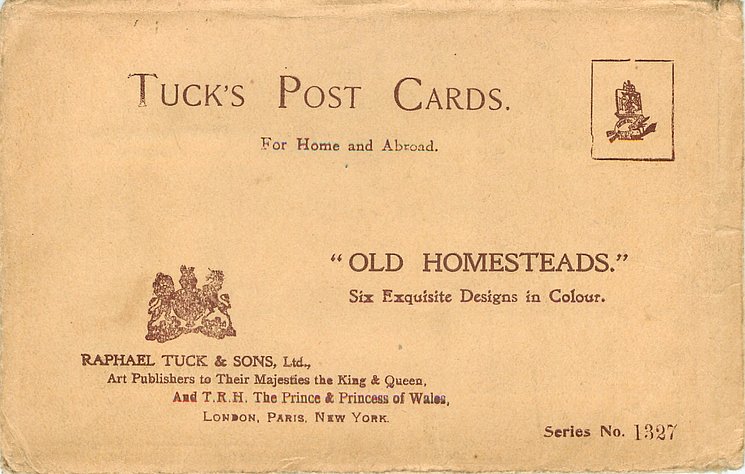 TUCK'S POST CARDS.
For Home and Abroad.
"OLD HOMESTEADS."
Six Exquisite Designs in Colour.
RAPHAEL TUCK & SONS, Ltd.,
Art Publishers to Their Majesties the King & Queen,
And T.R.H. The Prince & Princess of Wales,
LONDON, PARIS, NEW YORK.
Series No. 1327